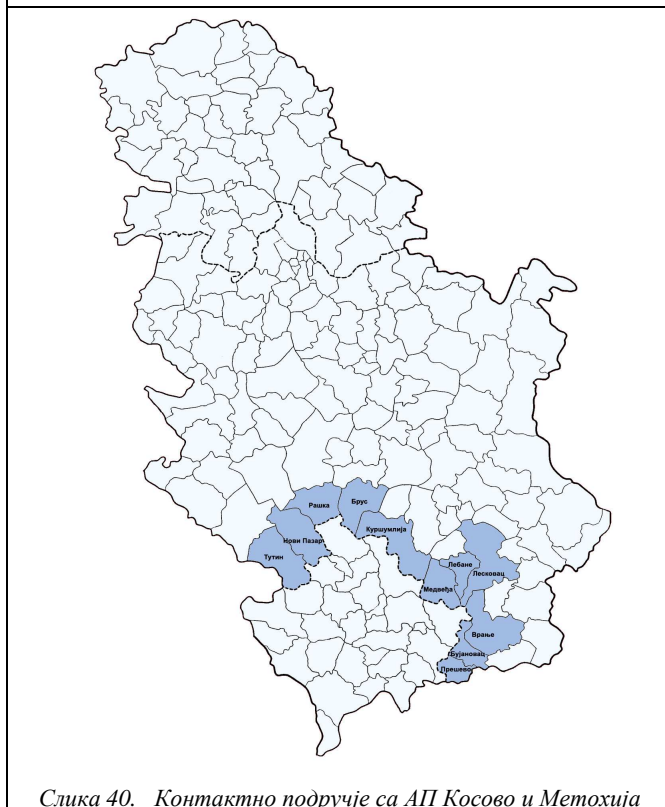 Рашка
Брус
Куршумлија
Нови Пазар
Тутин
Лебане
Лесковац
Медвеђа
Врање
Бујановац
Прешево
Слика 40. Контактно подручје са АП Косово и Метохија